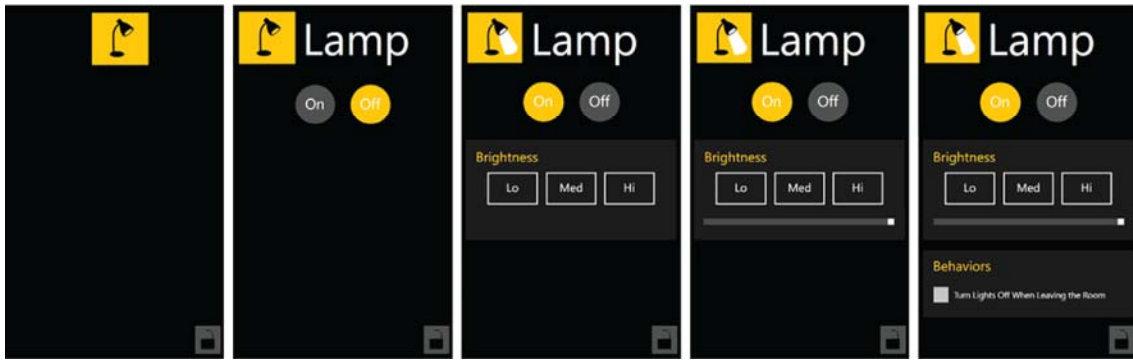 Lamp
On Off
Lamp
On Off
Brightness
Lo Med Hi
Lamp
On Off
Brightness
Lo Med Hi
Lamp
On Off
Brightness
Lo Med Hi
Behaviors
Turn Lights Off When Leaving the Room